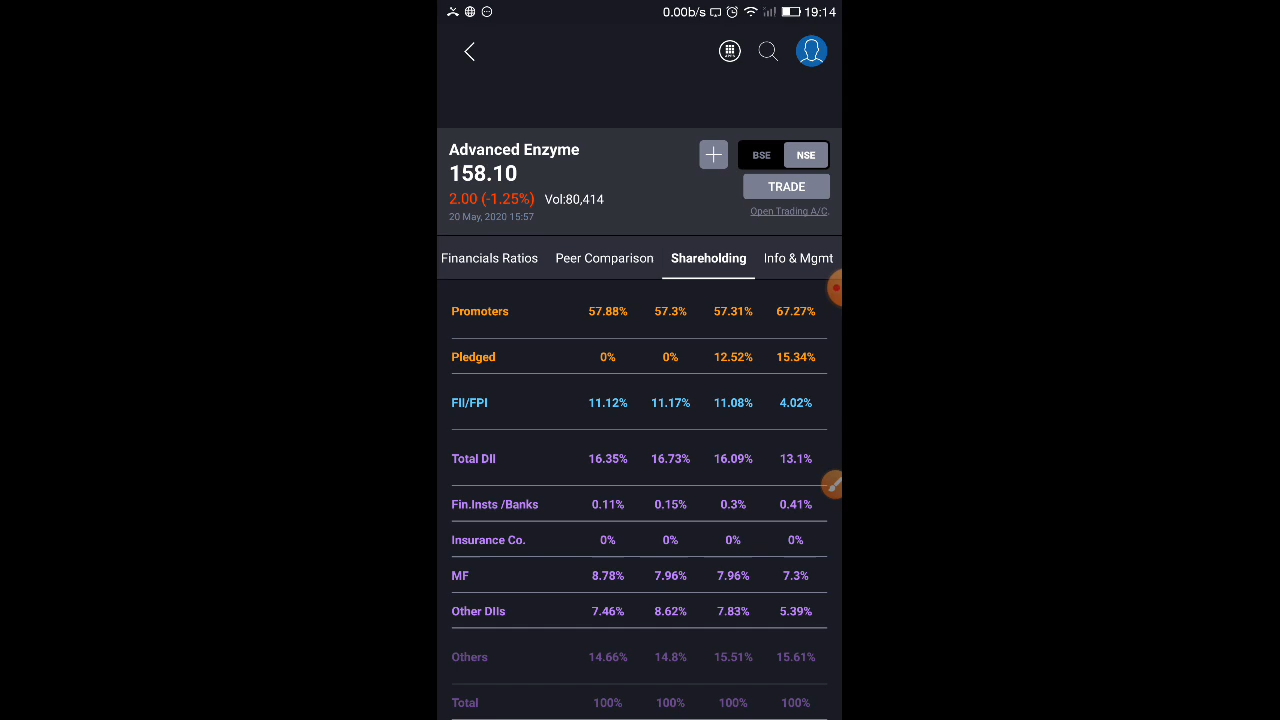 0.00b/s 19:14
Advanced Enzyme
158.10
2.00 (-1.25%) Vol:80,414
20 May, 2020 15:57
BSE NSE
TRADE
Open Trading A/C.
Financials Ratios Peer Comparison Shareholding Info & Mgmt
Promoters 57.88% 57.3% 57.31% 67.27%
Pledged 0% 0% 12.52% 15.34%
FII/FPI 11.12% 11.17% 11.08% 4.02%
Total DII 16.35% 16.73% 16.09% 13.1%
Fin.Insts /Banks 0.11% 0.15% 0.3% 0.41%
Insurance Co. 0% 0% 0% 0%
MF 8.78% 7.96% 7.96% 7.3%
Other DIIs 7.46% 8.62% 7.83% 5.39%
Others 14.66% 14.8% 15.51% 15.61%
Total 100% 100% 100% 100%